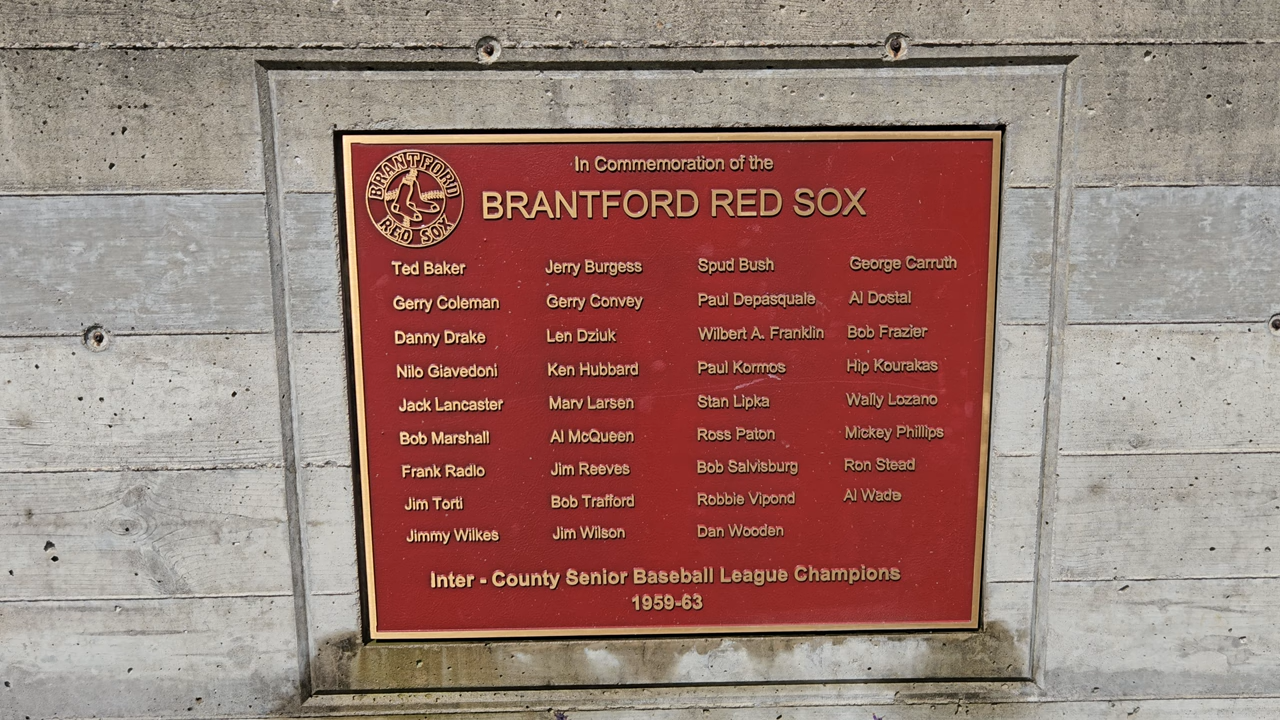 BRANTFORD
RED SOX
In Commemoration of the
BRANTFORD RED SOX
Ted Baker Jerry Burgess Spud Bush George Carruth
Gerry Coleman Gerry Convey Paul Depasquale Al Dostal
Danny Drake Len Dziuk Wilbert A. Franklin Bob Frazier
Nilo Giavedoni Ken Hubbard Paul Kormos Hip Kourakas
Jack Lancaster Marv Larsen Stan Lipka Wally Lozano
Bob Marshall Al McQueen Ross Paton Mickey Phillips
Frank Radlo Jim Reeves Bob Salvisburg Ron Stead
Jim Torti Bob Trafford Robbie Vipond Al Wade
Jimmy Wilkes Jim Wilson Dan Wooden
Inter - County Senior Baseball League Champions
1959-63